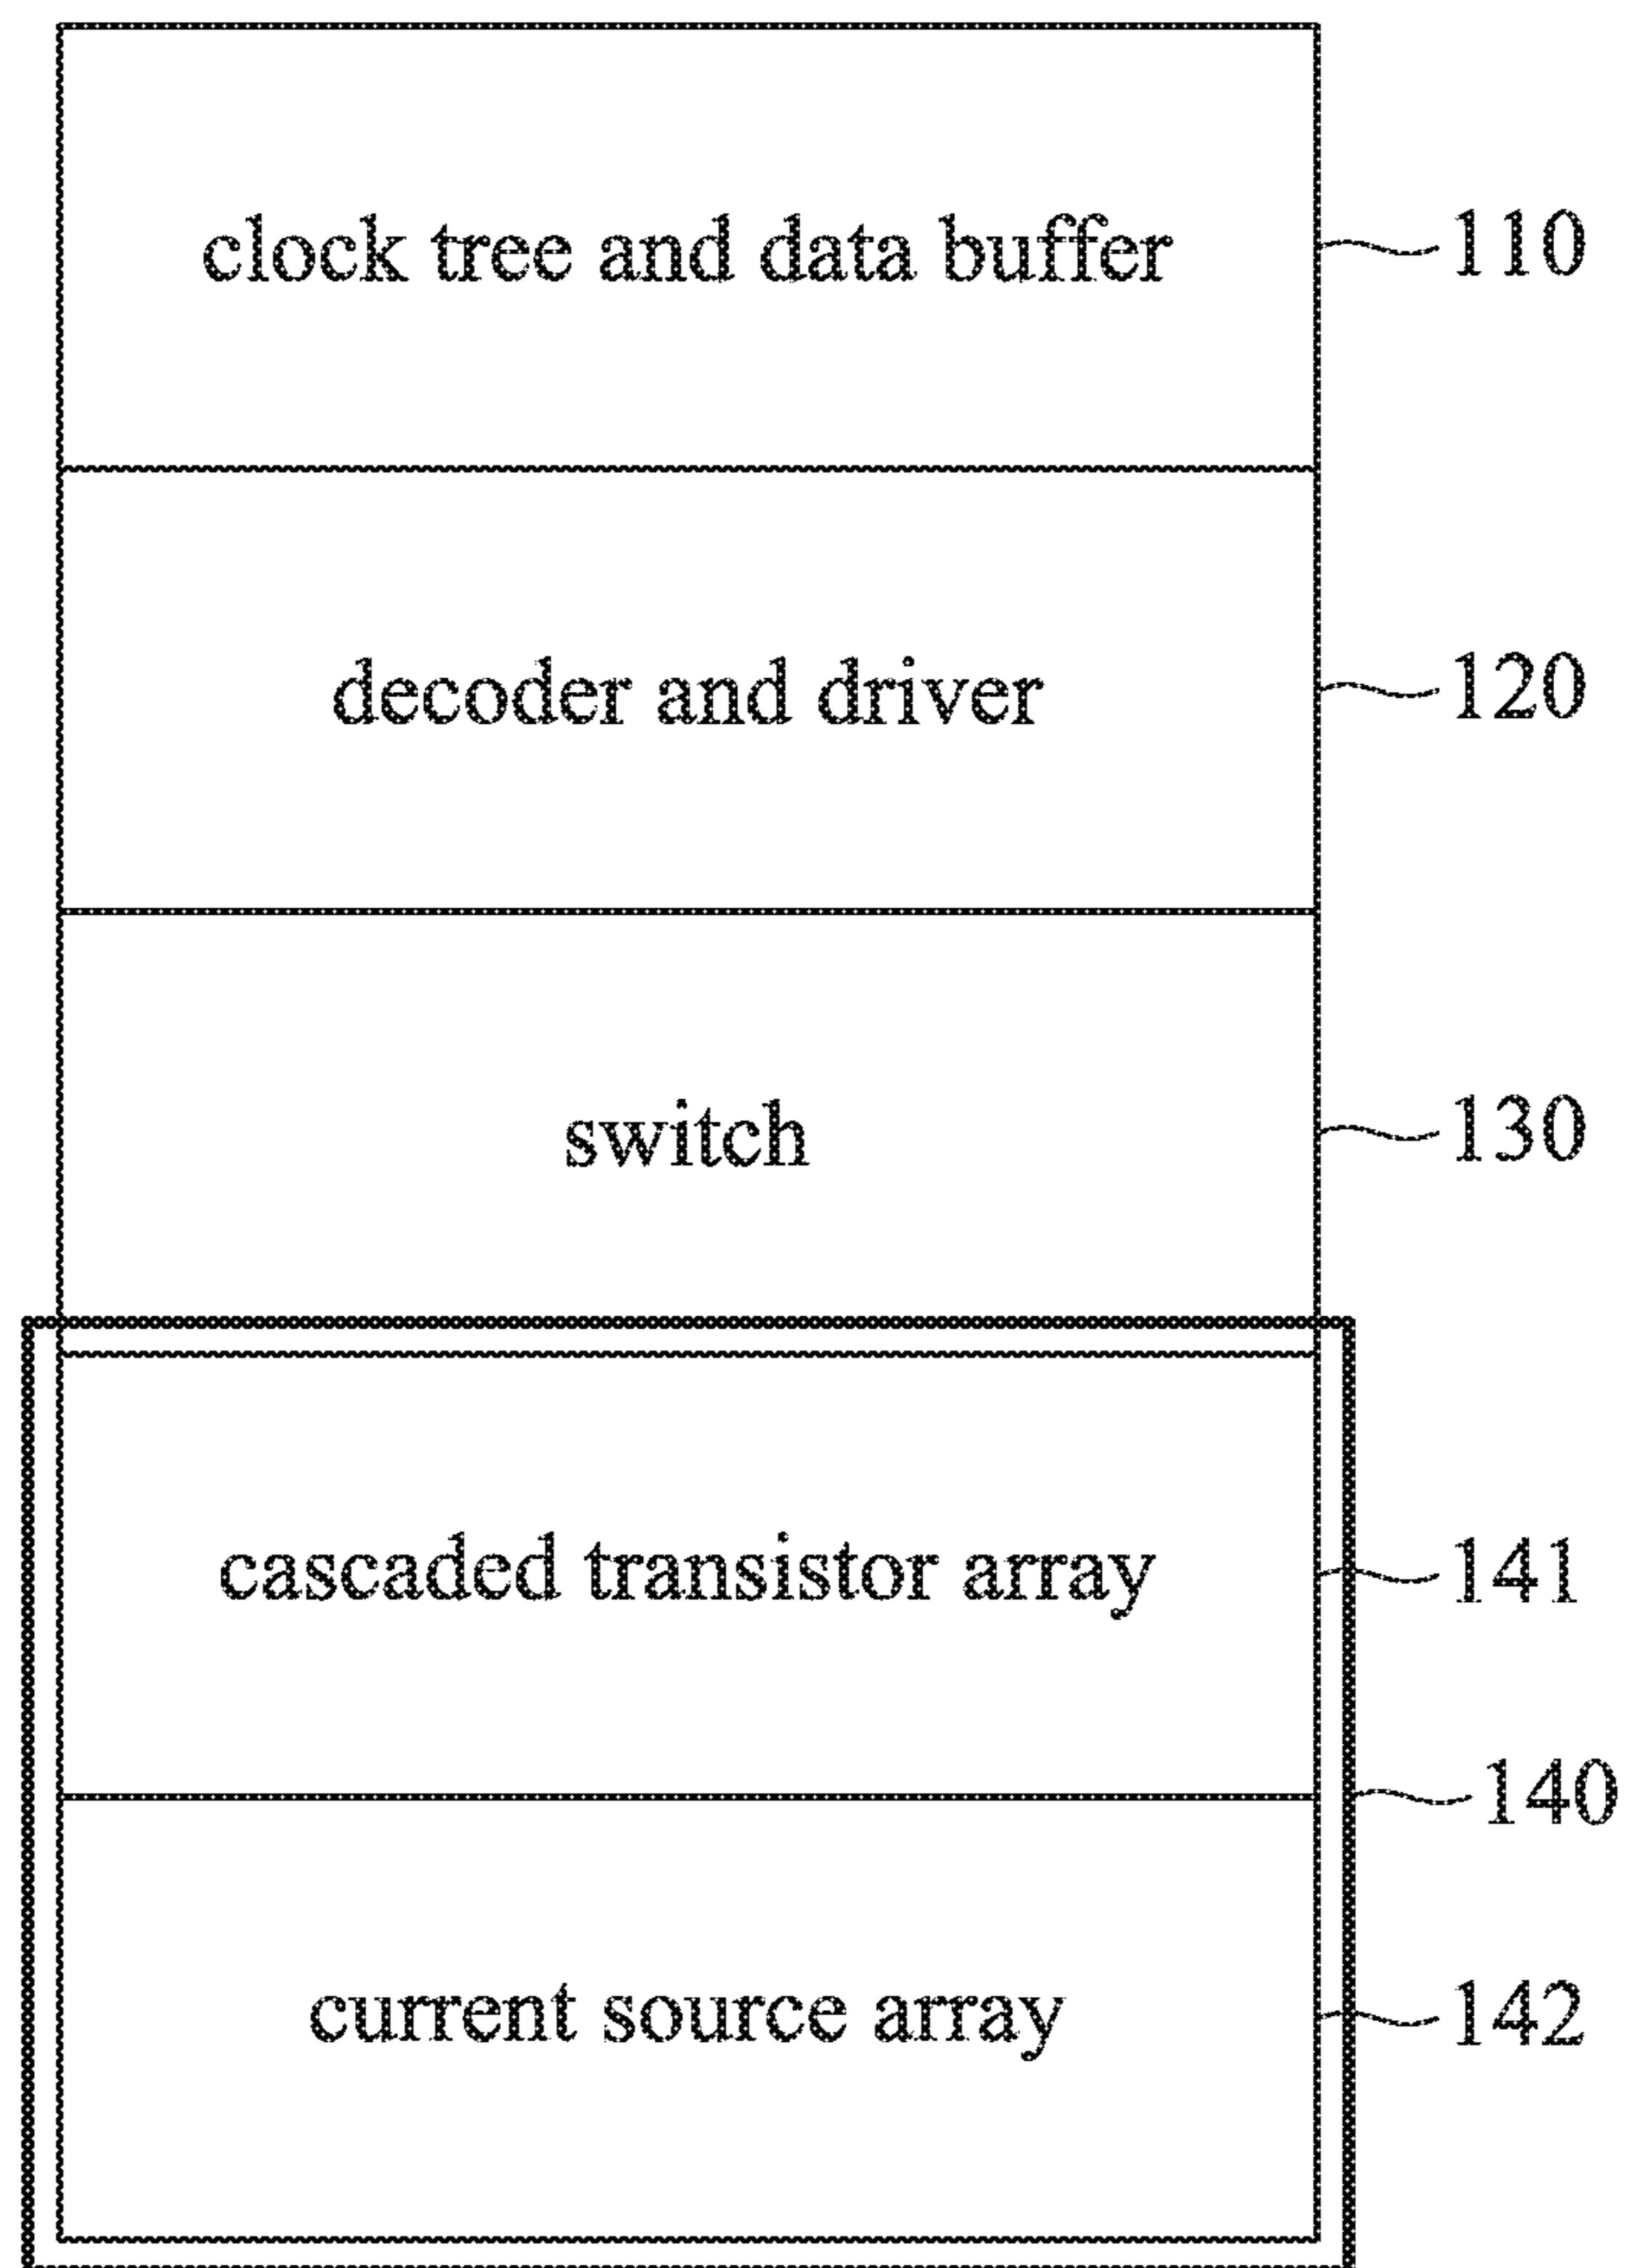 clock tree and data buffer 110
decoder and driver 120
switch 130
cascaded transistor array 141
140
current source array 142